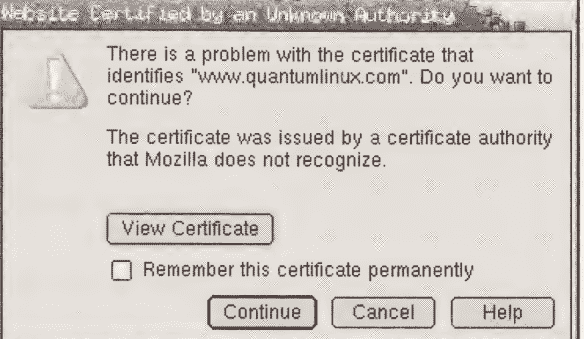 Website Certified by an Unknown Authority
There is a problem with the certificate that
identifies "www.quantumlinux.com". Do you want to
continue?
The certificate was issued by a certificate authority
that Mozilla does not recognize.
View Certificate
Remember this certificate permanently
Continue Cancel Help